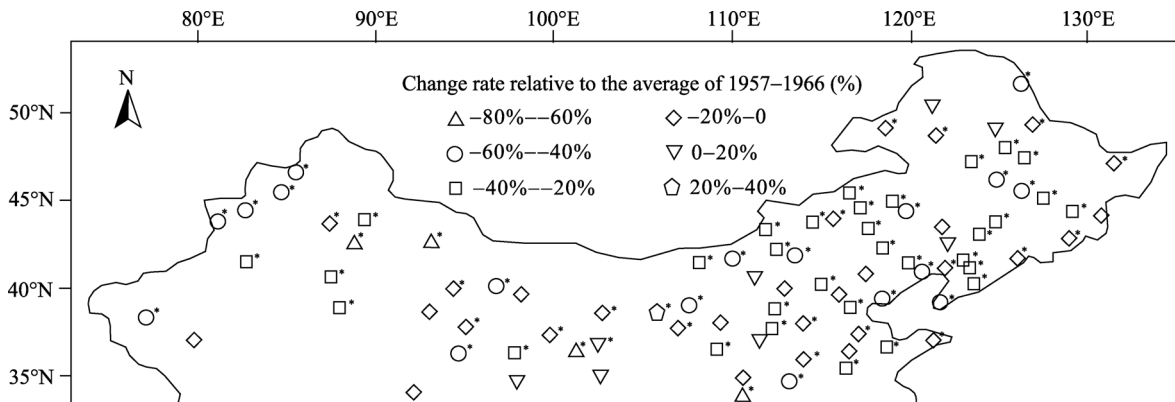 80°E 90°E 100°E 110°E 120°E 130°E
N
Change rate relative to the average of 1957–1966 (%)
−80%–−60% −20%–0
−60%–−40% 0–20%
−40%–−20% 20%–40%
50°N
45°N
40°N
35°N